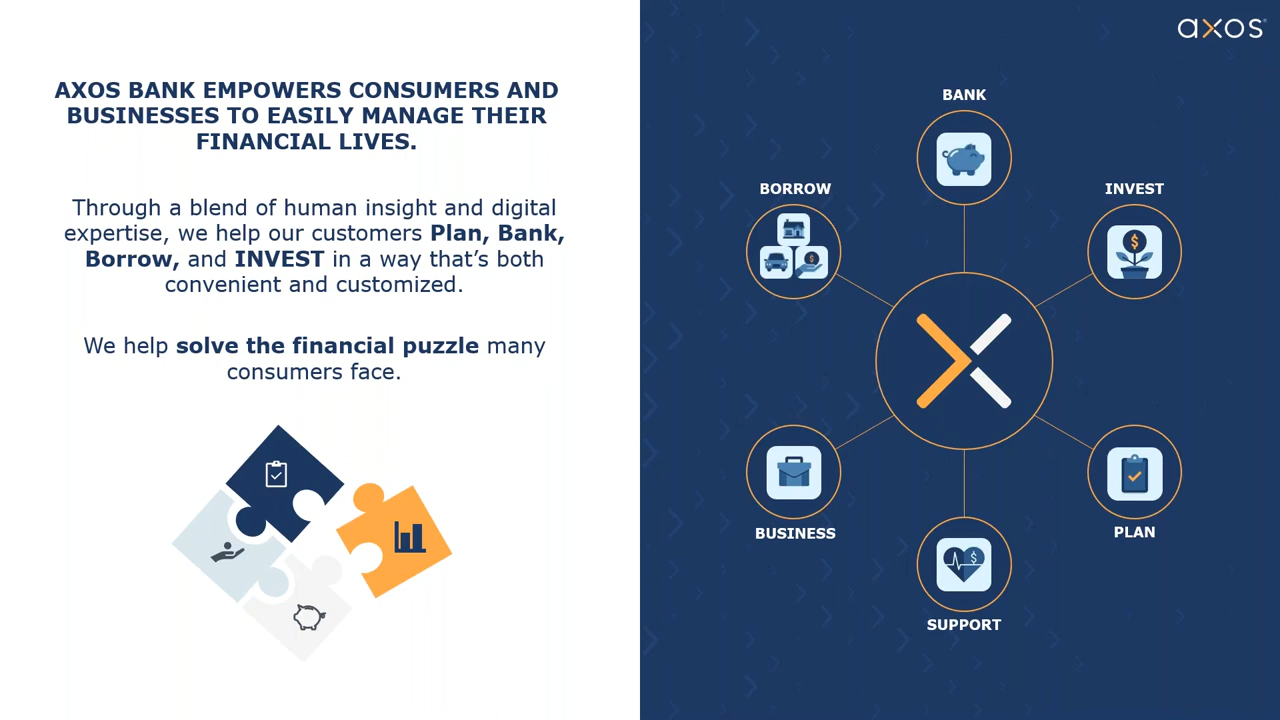 AXOS BANK EMPOWERS CONSUMERS AND
BUSINESSES TO EASILY MANAGE THEIR
FINANCIAL LIVES.
Through a blend of human insight and digital
expertise, we help our customers Plan, Bank,
Borrow, and INVEST in a way that’s both
convenient and customized.
We help solve the financial puzzle many
consumers face.
axos
BANK
BORROW
INVEST
$
$
BUSINESS
PLAN
$
SUPPORT